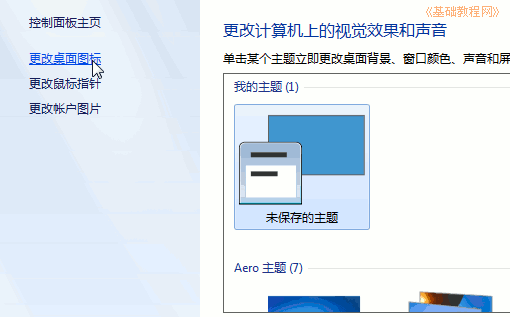 《基础教程网》
控制面板主页
更改桌面图标
更改鼠标指针
更改帐户图片
更改计算机上的视觉效果和声音
单击某个主题立即更改桌面背景、窗口颜色、声音和屏
我的主题 (1)
未保存的主题
Aero 主题 (7)